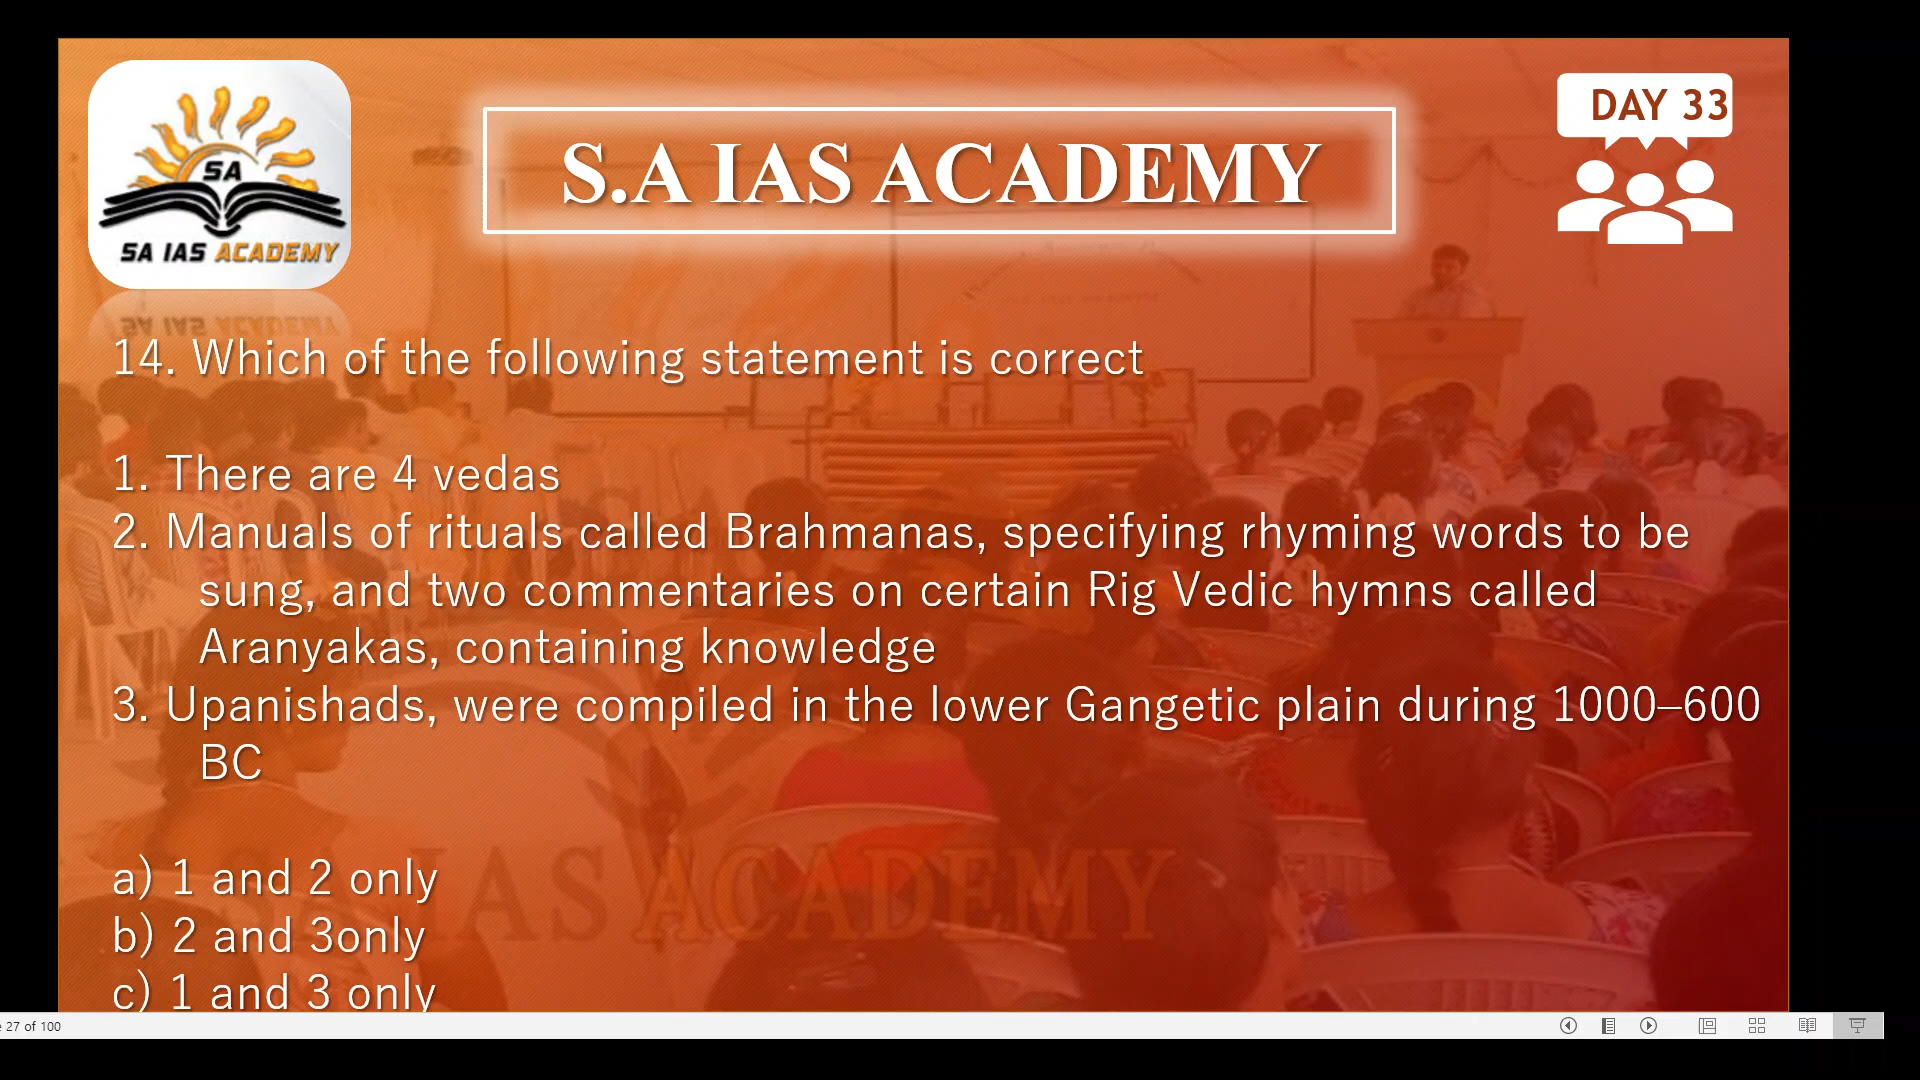 DAY 33
SA
SA IAS ACADEMY
S.A IAS ACADEMY
14. Which of the following statement is correct
1. There are 4 vedas
2. Manuals of rituals called Brahmanas, specifying rhyming words to be
sung, and two commentaries on certain Rig Vedic hymns called
Aranyakas, containing knowledge
3. Upanishads, were compiled in the lower Gangetic plain during 1000–600
BC
a) 1 and 2 only
b) 2 and 3only
c) 1 and 3 only
IAS ACADEMY
27 of 100